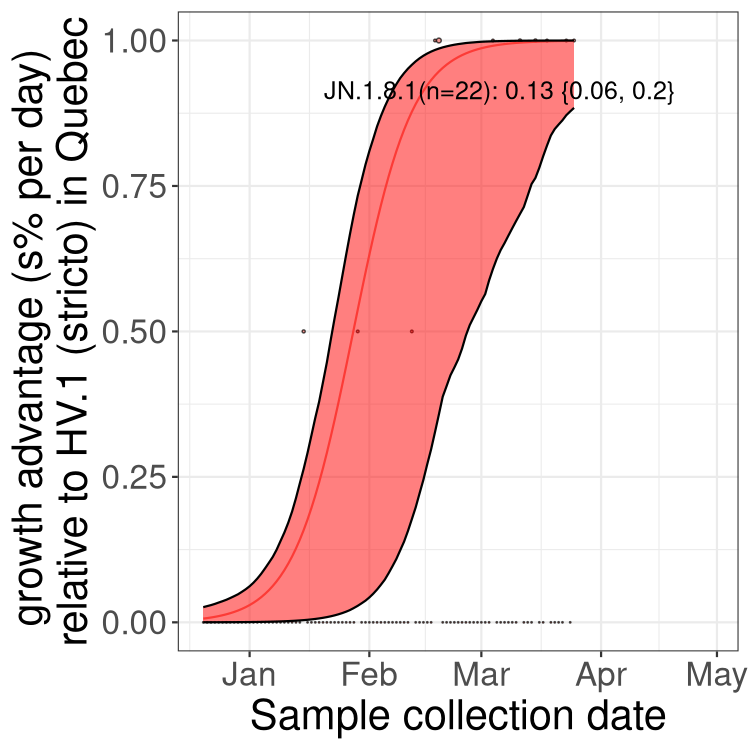 growth advantage (s% per day)
relative to HV.1 (stricto) in Quebec
1.00
0.75
0.50
0.25
0.00
JN.1.8.1(n=22): 0.13 {0.06, 0.2}
Jan Feb Mar Apr May
Sample collection date